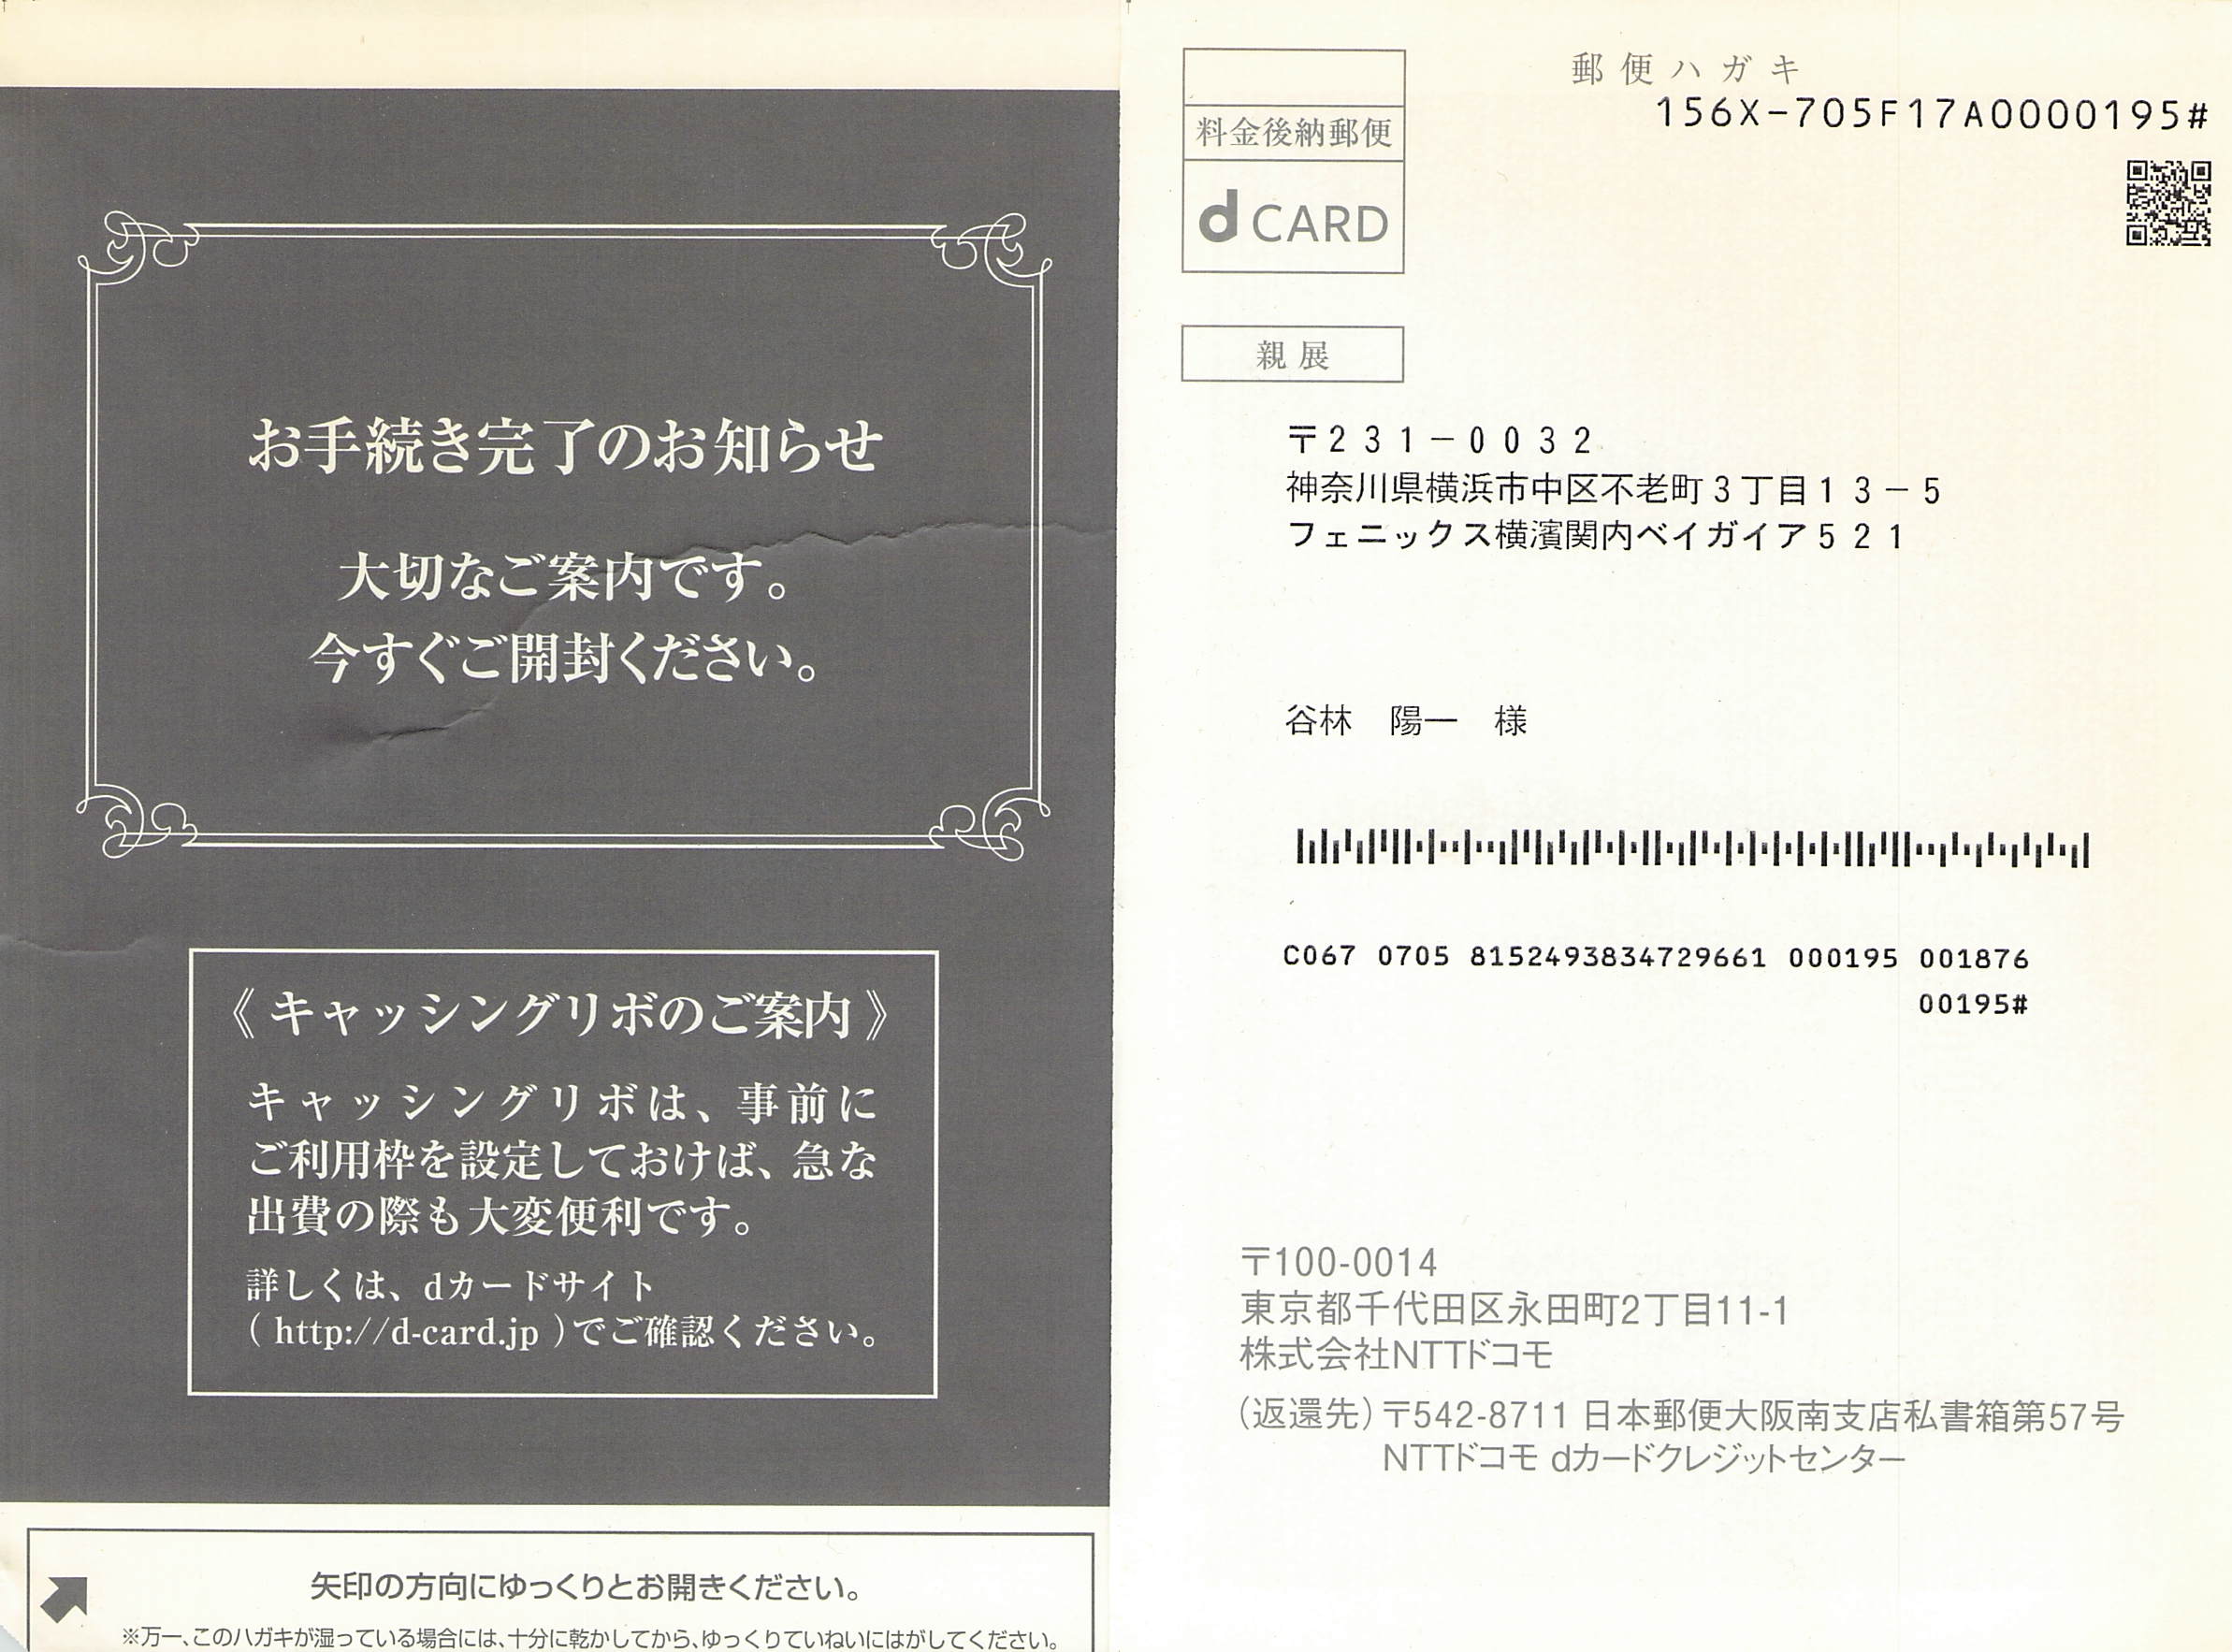 お手続き完了のお知らせ
大切なご案内です。
今すぐご開封ください。
《キャッシングリボのご案内》
キャッシングリボは、事前に
ご利用枠を設定しておけば、急な
出費の際も大変便利です。
詳しくは、dカードサイト
( http://d-card.jp )でご確認ください。
矢印の方向にゆっくりとお開きください。
※万一、このハガキが湿っている場合には、十分に乾かしてから、ゆっくりていねいにはがしてください。
郵便ハガキ
156X-705F17A0000195#
料金後納郵便
d CARD
親展
〒231-0032
神奈川県横浜市中区不老町3丁目13-5
フェニックス横濱関内ベイガイア521
谷林 陽一 様
C067 0705 8152493834729661 000195 001876
00195#
〒100-0014
東京都千代田区永田町2丁目11-1
株式会社NTTドコモ
(返還先)〒542-8711 日本郵便大阪南支店私書箱第57号
NTTドコモ dカードクレジットセンター